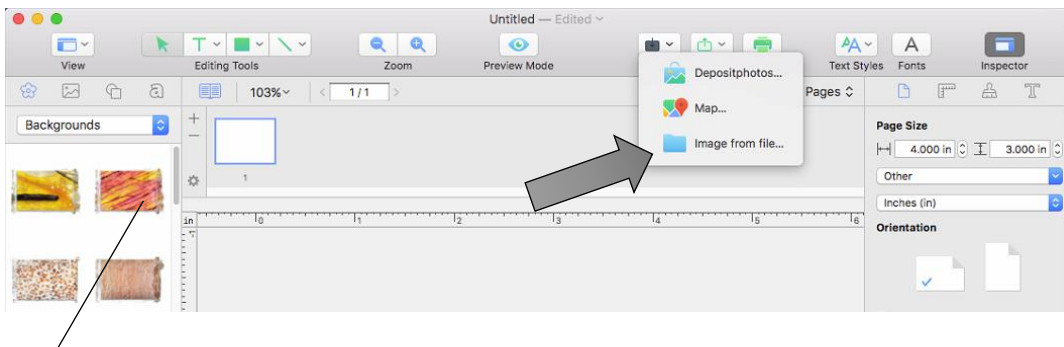 Untitled — Edited
View
Editing Tools
Zoom
Preview Mode
Text Styles
Fonts
Inspector
Depositphotos...
Map...
Image from file...
103%
1/1
Pages
Backgrounds
1
Page Size
4.000 in
3.000 in
Other
Inches (in)
Orientation
in
0
1
2
3
4
5
6